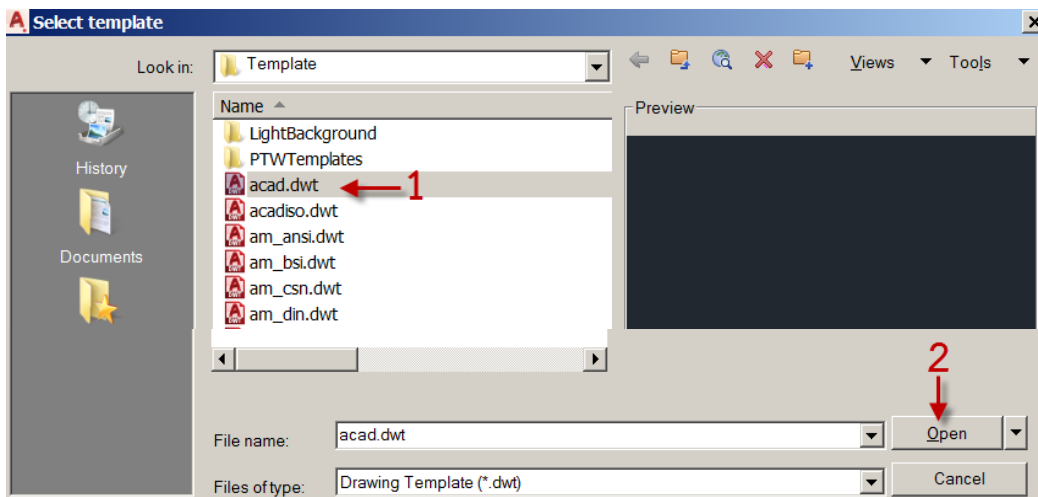 Select template
Look in: Template Views Tools
Name Preview
LightBackground
PTWTemplates
History
acad.dwt 1
acadiso.dwt
am_ansi.dwt
Documents
am_bsi.dwt
am_csn.dwt
am_din.dwt
2
File name: acad.dwt Open
Files of type: Drawing Template (*.dwt) Cancel